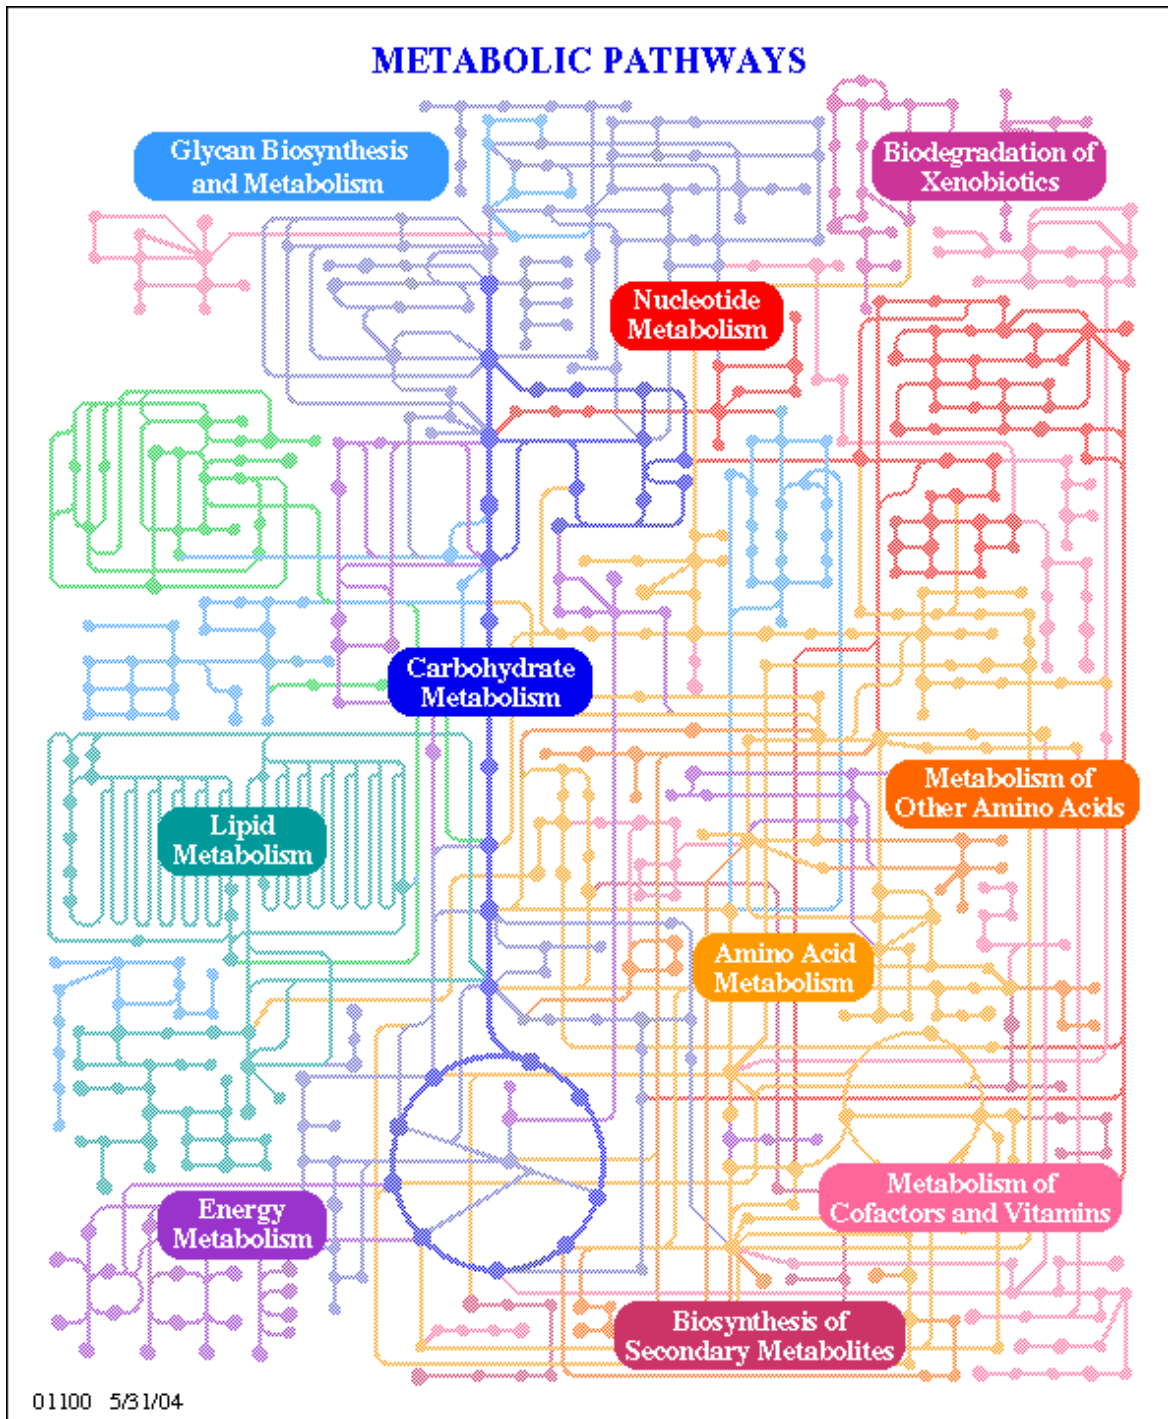 METABOLIC PATHWAYS
Glycan Biosynthesis
and Metabolism
Biodegradation of
Xenobiotics
Nucleotide
Metabolism
Carbohydrate
Metabolism
Metabolism of
Other Amino Acids
Lipid
Metabolism
Amino Acid
Metabolism
Metabolism of
Cofactors and Vitamins
Energy
Metabolism
Biosynthesis of
Secondary Metabolites
01100 5/31/04